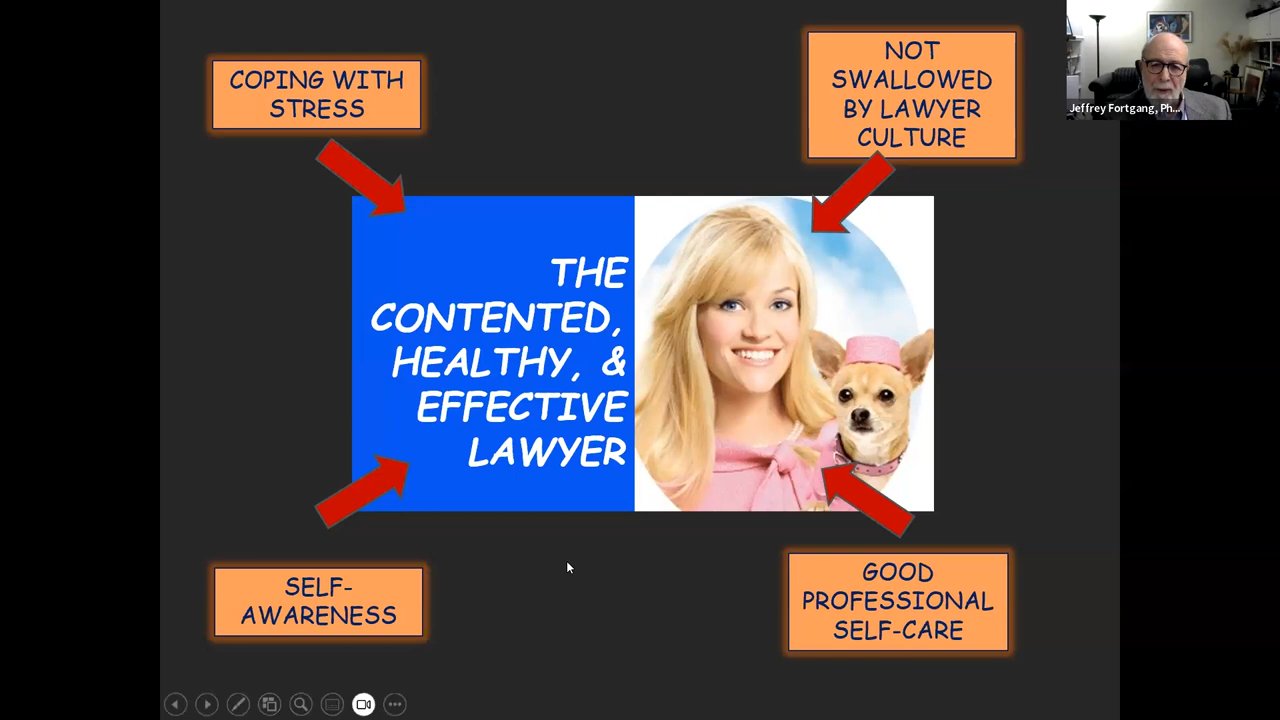 COPING WITH
STRESS
NOT
SWALLOWED
BY LAWYER
CULTURE
Jeffrey Fortgang, Ph...
THE
CONTENTED,
HEALTHY, &
EFFECTIVE
LAWYER
SELF-
AWARENESS
GOOD
PROFESSIONAL
SELF-CARE